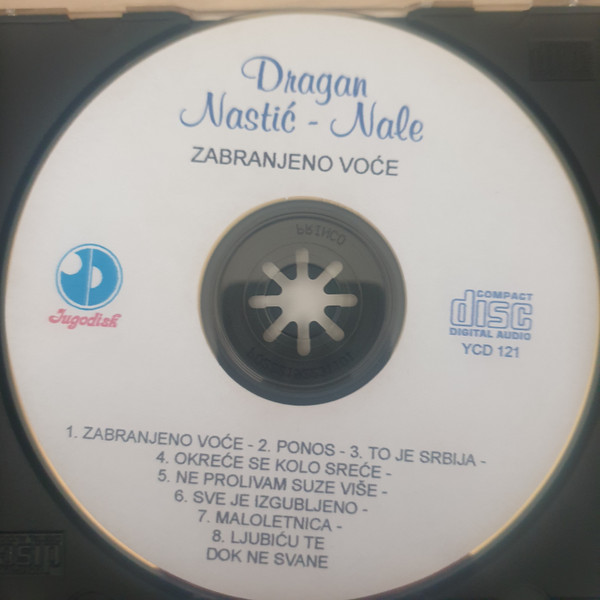 Dragan
Nastić - Nale
ZABRANJENO VOĆE
PRINCO
Jugodisk
COMPACT
disc
DIGITAL AUDIO
YCD 121
1. ZABRANJENO VOĆE - 2. PONOS - 3. TO JE SRBIJA -
4. OKREĆE SE KOLO SREĆE -
5. NE PROLIVAM SUZE VIŠE -
6. SVE JE IZGUBLJENO -
7. MALOLETNICA -
8. LJUBIĆU TE
DOK NE SVANE